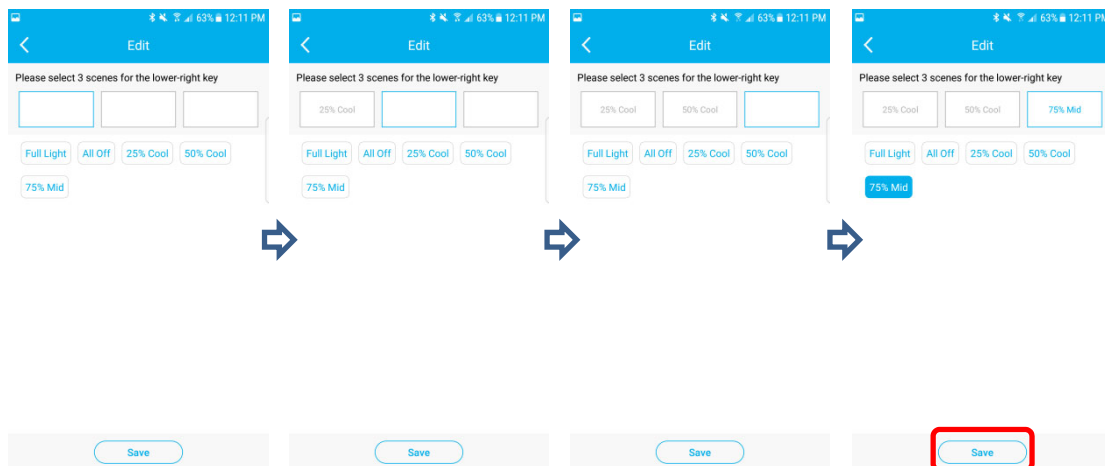 63% 12:11 PM
Edit
Please select 3 scenes for the lower-right key
Full Light All Off 25% Cool 50% Cool
75% Mid
Save
63% 12:11 PM
Edit
Please select 3 scenes for the lower-right key
25% Cool
Full Light All Off 25% Cool 50% Cool
75% Mid
Save
63% 12:11 PM
Edit
Please select 3 scenes for the lower-right key
25% Cool 50% Cool
Full Light All Off 25% Cool 50% Cool
75% Mid
Save
63% 12:11 PM
Edit
Please select 3 scenes for the lower-right key
25% Cool 50% Cool 75% Mid
Full Light All Off 25% Cool 50% Cool
75% Mid
Save